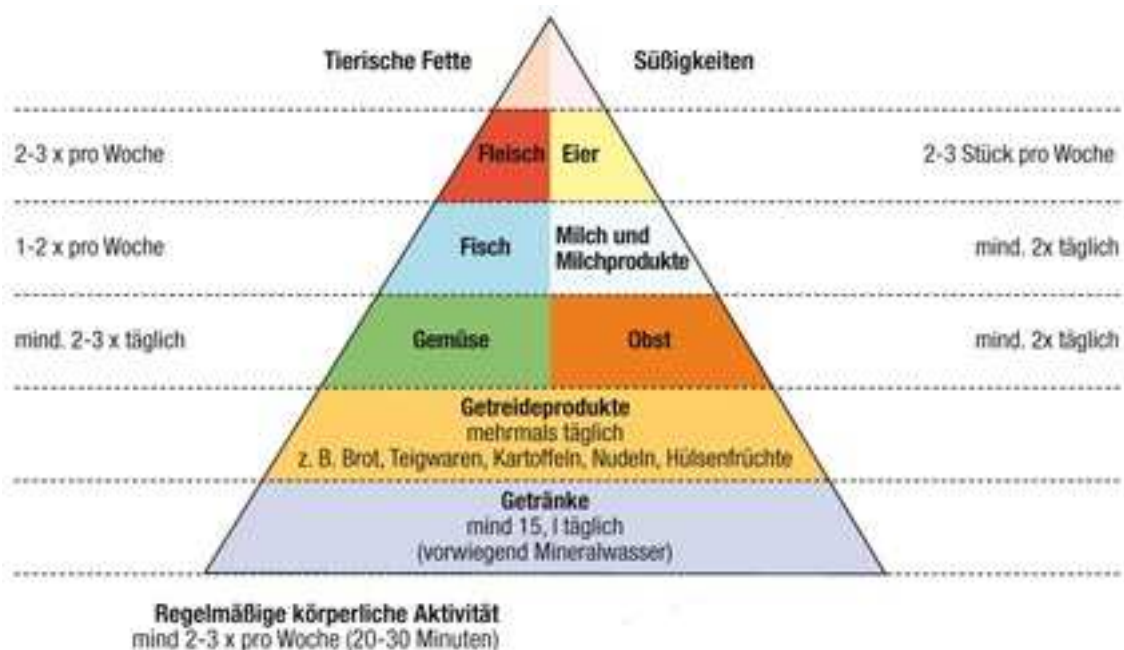 Tierische Fette Süßigkeiten
2-3 x pro Woche Fleisch Eier 2-3 Stück pro Woche
1-2 x pro Woche Fisch Milch und
Milchprodukte mind. 2x täglich
mind. 2-3 x täglich Gemüse Obst mind. 2x täglich
Getreideprodukte
mehrmals täglich
z. B. Brot, Teigwaren, Kartoffeln, Nudeln, Hülsenfrüchte
Getränke
mind 15, l täglich
(vorwiegend Mineralwasser)
Regelmäßige körperliche Aktivität
mind 2-3 x pro Woche (20-30 Minuten)